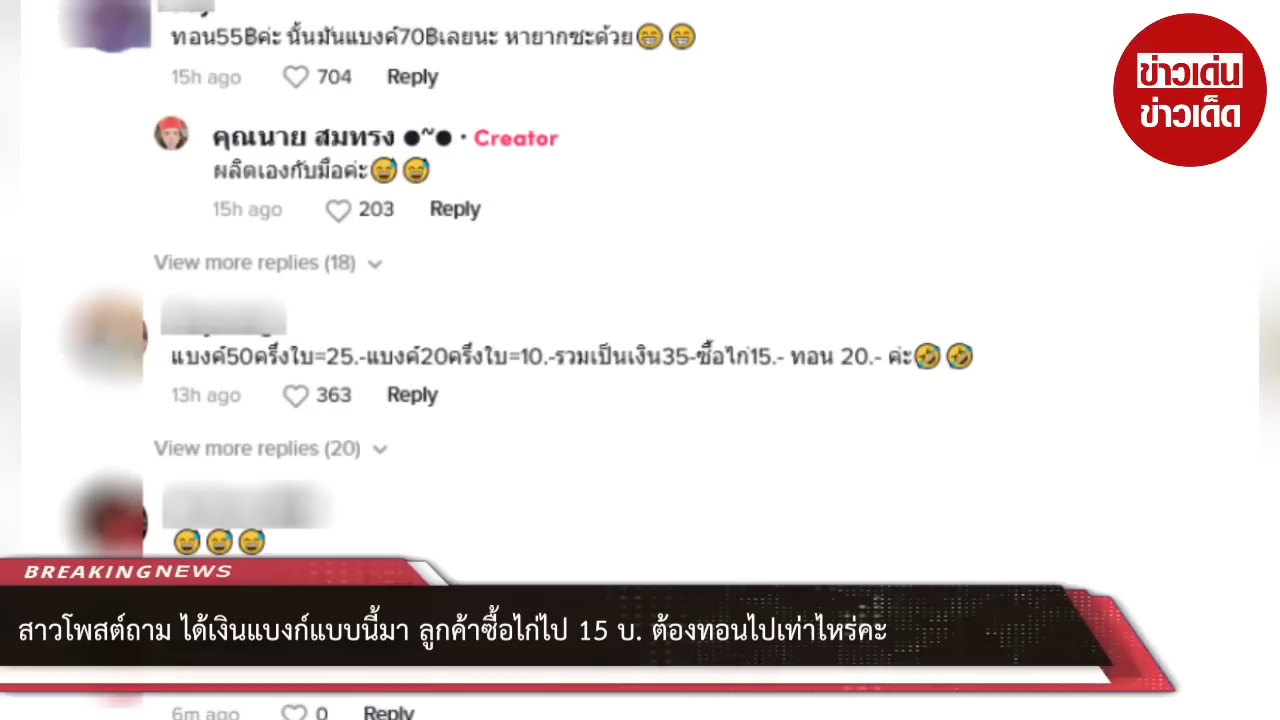 ทอน55฿ค่ะ นั้นมันแบงค์70฿เลยนะ หายากซะด้วย😁😁
15h ago 704 Reply
คุณนาย สมทรง ●~● · Creator
ผลิตเองกับมือค่ะ😅😅
15h ago 203 Reply
View more replies (18)
แบงค์50ครึ่งใบ=25.-แบงค์20ครึ่งใบ=10.-รวมเป็นเงิน35-ซื้อไก่15.- ทอน 20.- ค่ะ🤣🤣
13h ago 363 Reply
View more replies (20)
😅😅😅
BREAKINGNEWS
สาวโพสต์ถาม ได้เงินแบงก์แบบนี้มา ลูกค้าซื้อไก่ไป 15 บ. ต้องทอนไปเท่าไหร่คะ
6m ago 0 Reply
ข่าวเด่น
ข่าวเด็ด